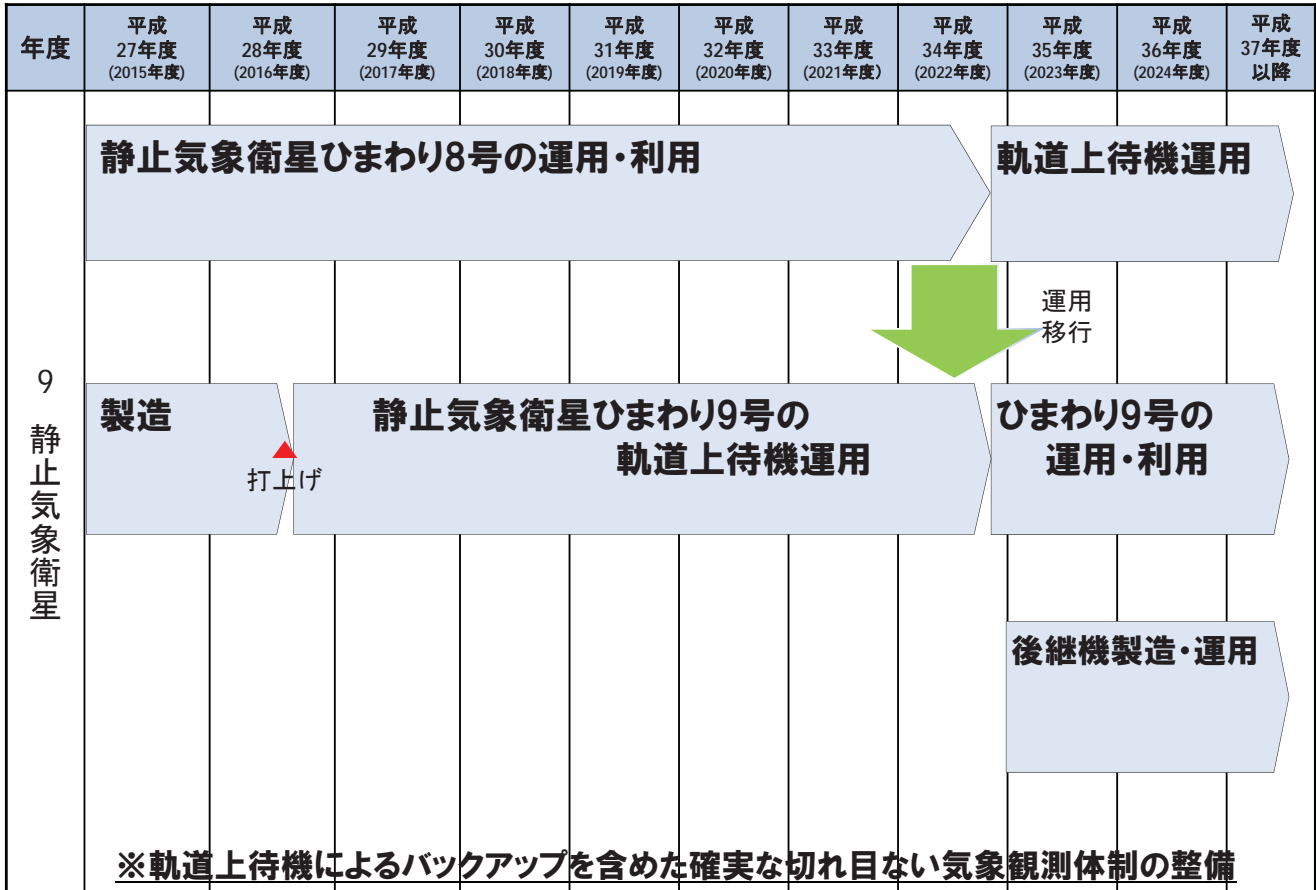 年度
平成
27年度
(2015年度)
平成
28年度
(2016年度)
平成
29年度
(2017年度)
平成
30年度
(2018年度)
平成
31年度
(2019年度)
平成
32年度
(2020年度)
平成
33年度
(2021年度)
平成
34年度
(2022年度)
平成
35年度
(2023年度)
平成
36年度
(2024年度)
平成
37年度
以降
9 静止気象衛星
静止気象衛星ひまわり8号の運用・利用
軌道上待機運用
運用
移行
製造
打上げ
静止気象衛星ひまわり9号の
軌道上待機運用
ひまわり9号の
運用・利用
後継機製造・運用
※軌道上待機によるバックアップを含めた確実な切れ目ない気象観測体制の整備